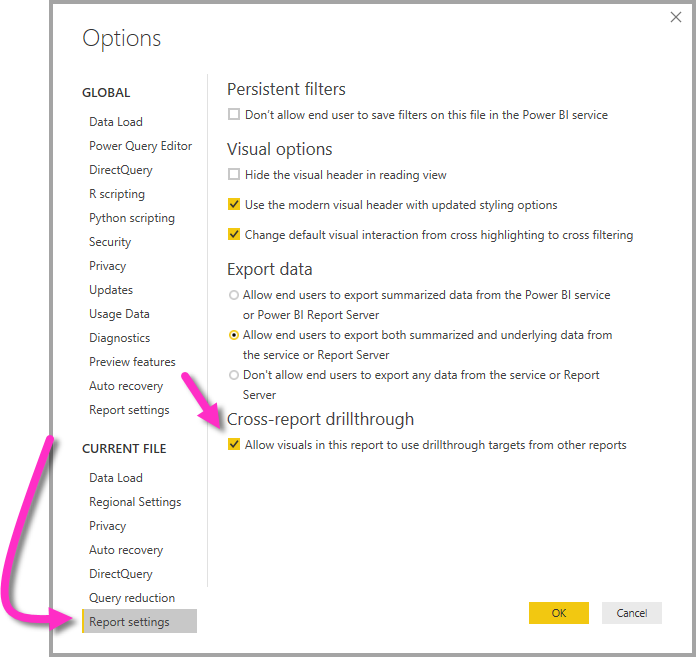 Options
GLOBAL
Data Load
Power Query Editor
DirectQuery
R scripting
Python scripting
Security
Privacy
Updates
Usage Data
Diagnostics
Preview features
Auto recovery
Report settings
CURRENT FILE
Data Load
Regional Settings
Privacy
Auto recovery
DirectQuery
Query reduction
Report settings
Persistent filters
Don't allow end user to save filters on this file in the Power BI service
Visual options
Hide the visual header in reading view
Use the modern visual header with updated styling options
Change default visual interaction from cross highlighting to cross filtering
Export data
Allow end users to export summarized data from the Power BI service
or Power BI Report Server
Allow end users to export both summarized and underlying data from
the service or Report Server
Don't allow end users to export any data from the service or Report
Server
Cross-report drillthrough
Allow visuals in this report to use drillthrough targets from other reports
OK
Cancel